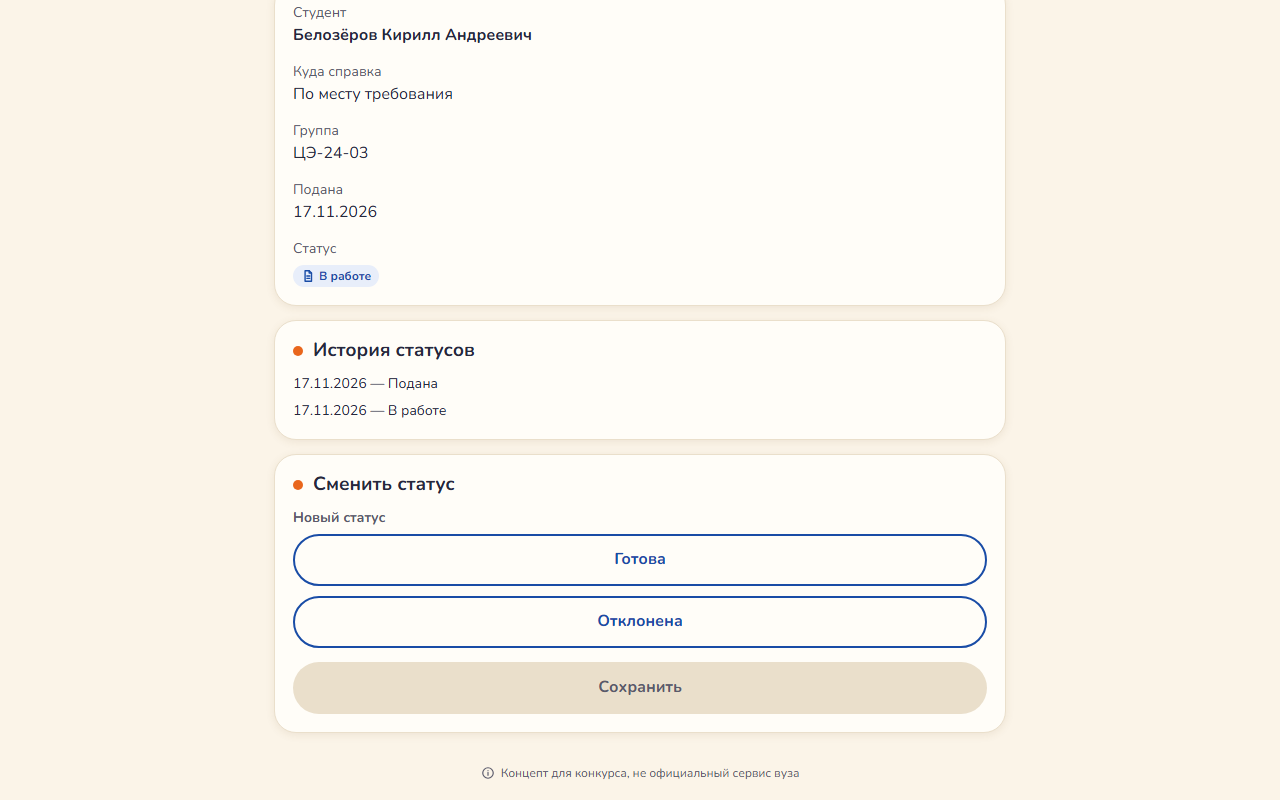 Студент
Белозёров Кирилл Андреевич
Куда справка
По месту требования
Группа
ЦЭ-24-03
Подана
17.11.2026
Статус
В работе
История статусов
17.11.2026 — Подана
17.11.2026 — В работе
Сменить статус
Новый статус
Готова
Отклонена
Сохранить
Концепт для конкурса, не официальный сервис вуза